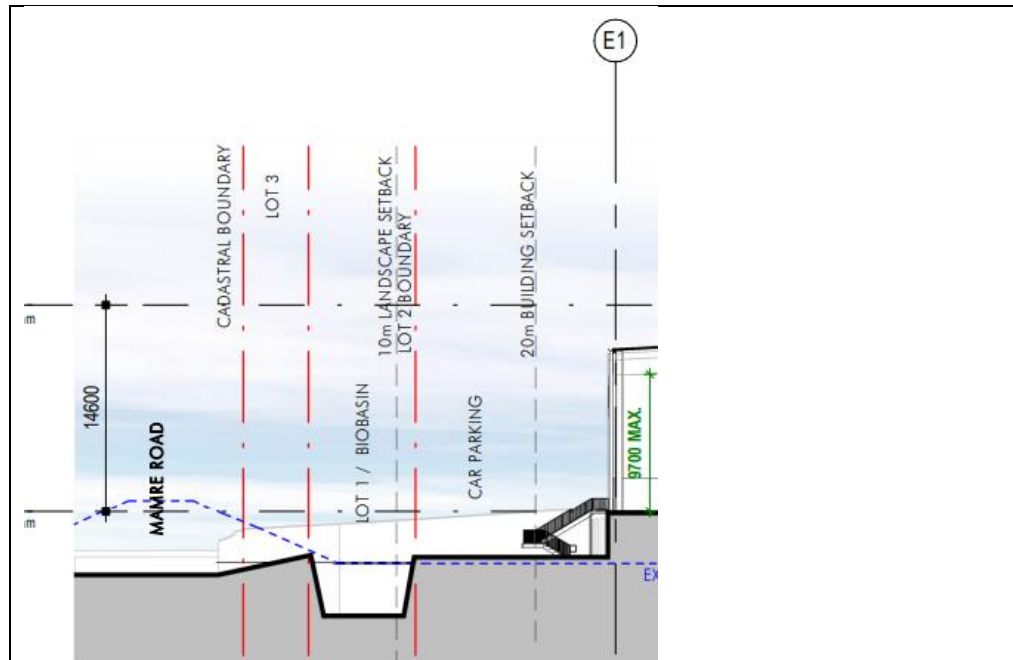 E1
CADASTRAL BOUNDARY
LOT 3
10m LANDSCAPE SETBACK
LOT 2 BOUNDARY
20m BUILDING SETBACK
14600
MAMRE ROAD
LOT 1 / BIOBASIN
CAR PARKING
9700 MAX.
m
m
EX